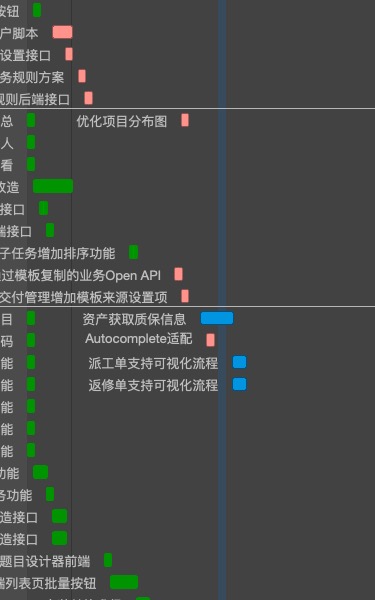 按钮
户脚本
设置接口
务规则方案
规则后端接口
总 优化项目分布图
人
看
改造
接口
端接口
子任务增加排序功能
过模板复制的业务Open API
交付管理增加模板来源设置项
目 资产获取质保信息
码 Autocomplete适配
能 派工单支持可视化流程
能 返修单支持可视化流程
能
能
能
功能
务功能
造接口
造接口
题目设计器前端
端列表页批量按钮